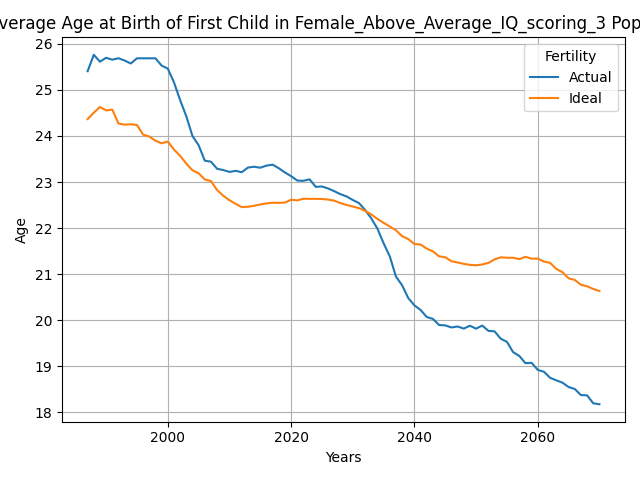 verage Age at Birth of First Child in Female_Above_Average_IQ_scoring_3 Pop
Fertility
Actual
Ideal
26
25
24
23
22
21
20
19
18
Age
2000
2020
2040
2060
Years